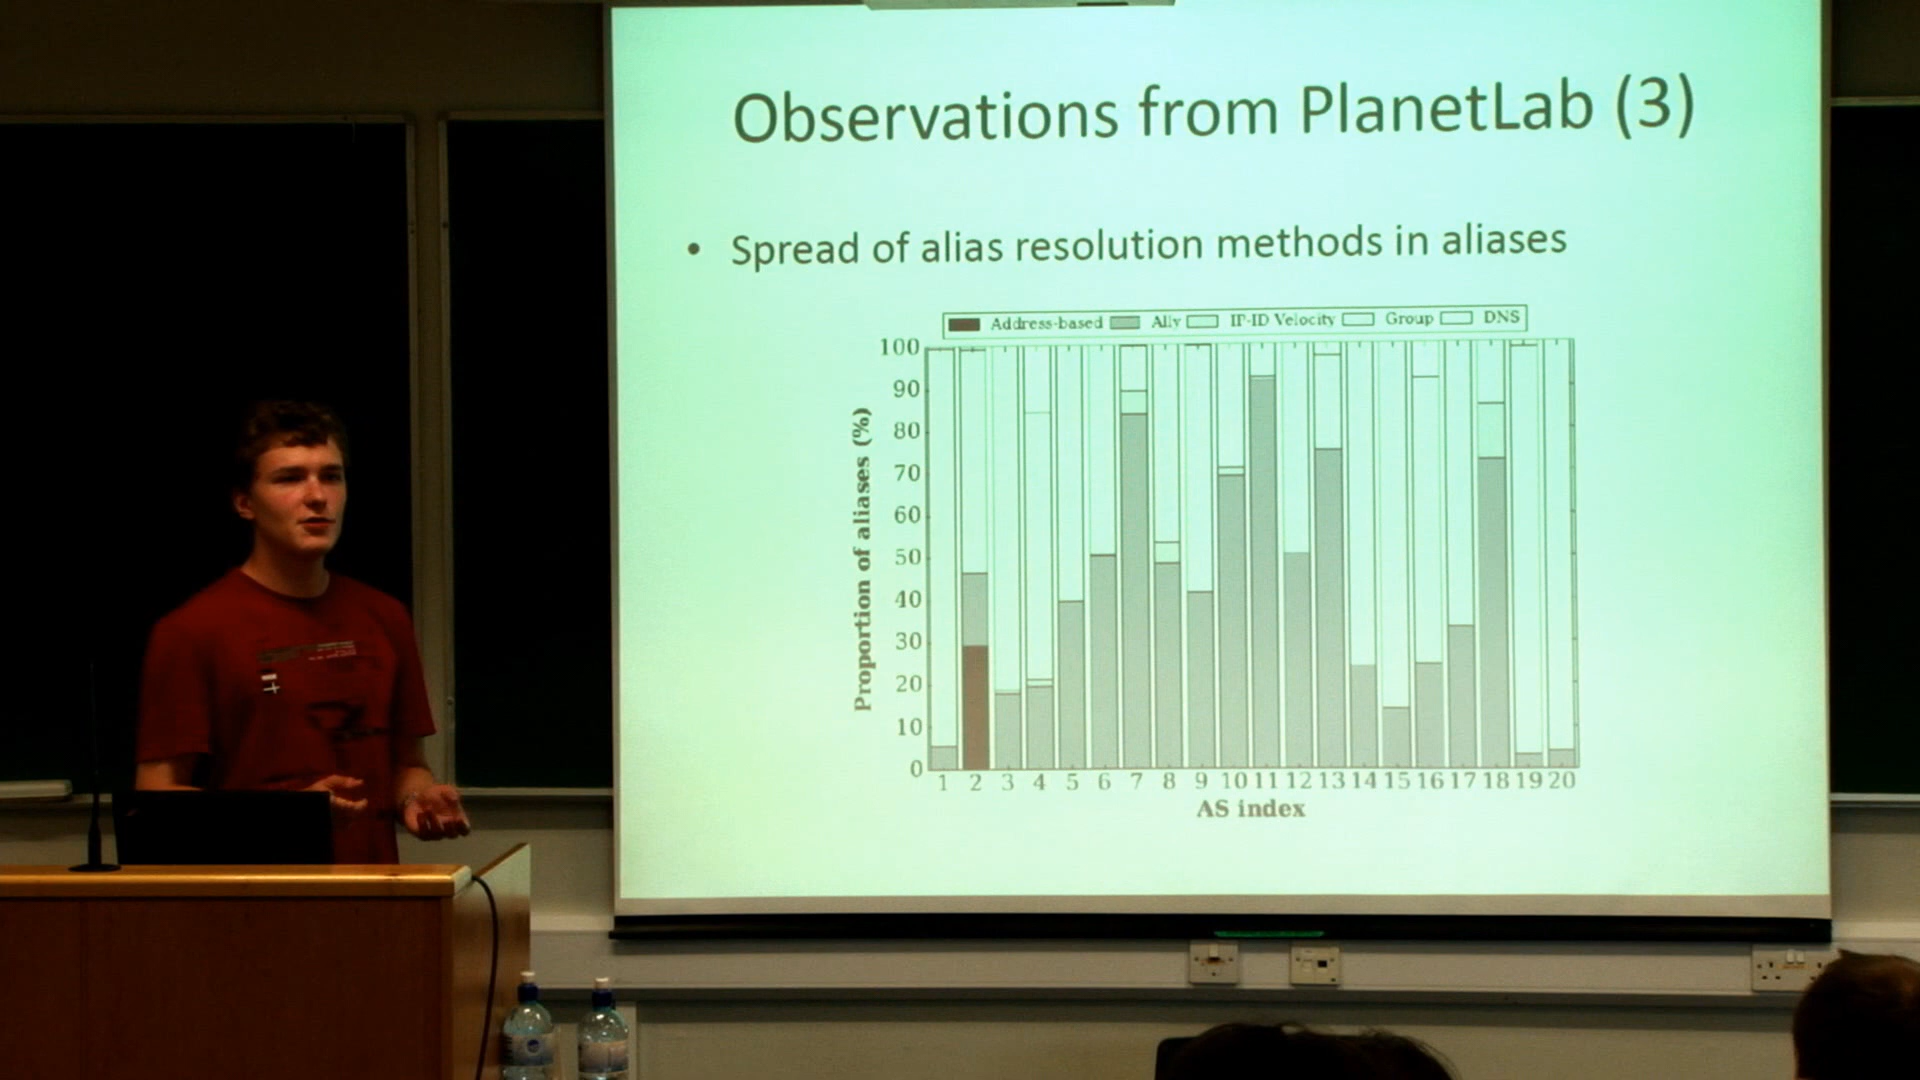 Observations from PlanetLab (3)
• Spread of alias resolution methods in aliases
Address-based Ally IP-ID Velocity Group DNS
100
90
80
70
60
50
40
30
20
10
0
Proportion of aliases (%)
1 2 3 4 5 6 7 8 9 10 11 12 13 14 15 16 17 18 19 20
AS index